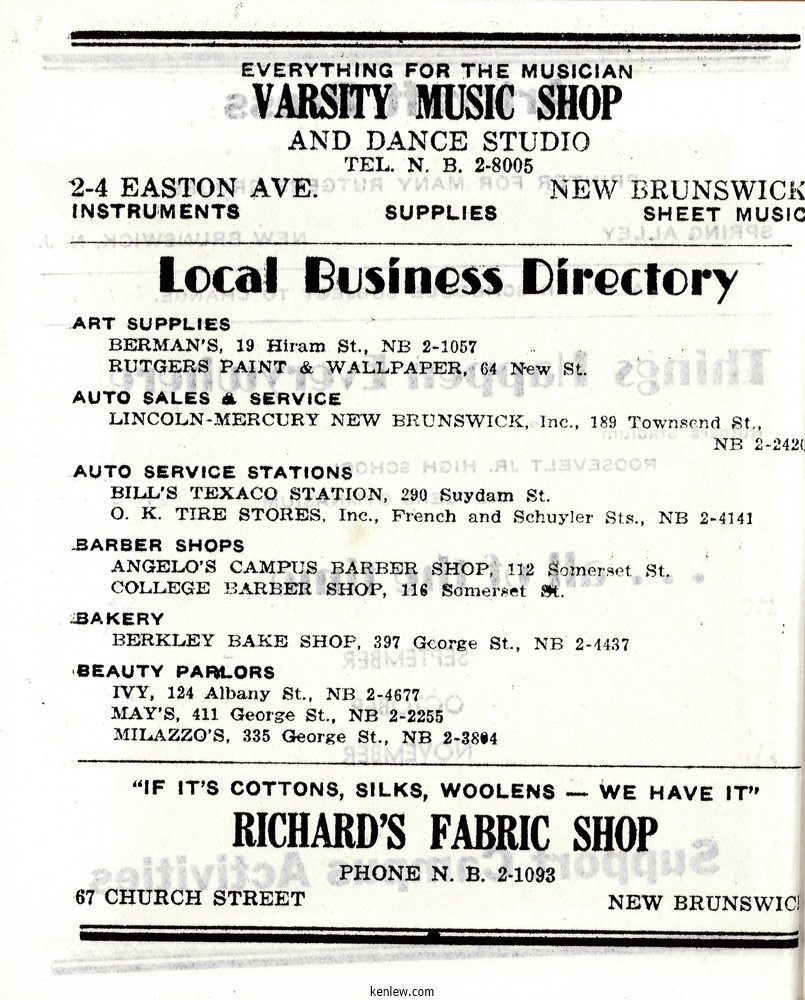 EVERYTHING FOR THE MUSICIAN
VARSITY MUSIC SHOP
AND DANCE STUDIO
TEL. N. B. 2-8005
2-4 EASTON AVE. NEW BRUNSWICK
INSTRUMENTS SUPPLIES SHEET MUSIC
Local Business Directory
ART SUPPLIES
BERMAN'S, 19 Hiram St., NB 2-1057
RUTGERS PAINT & WALLPAPER, 64 New St.
AUTO SALES & SERVICE
LINCOLN-MERCURY NEW BRUNSWICK, Inc., 189 Townsend St.,
NB 2-2420
AUTO SERVICE STATIONS
BILL'S TEXACO STATION, 290 Suydam St.
O. K. TIRE STORES, Inc., French and Schuyler Sts., NB 2-4141
BARBER SHOPS
ANGELO'S CAMPUS BARBER SHOP, 112 Somerset St.
COLLEGE BARBER SHOP, 116 Somerset St.
BAKERY
BERKLEY BAKE SHOP, 397 George St., NB 2-4437
BEAUTY PARLORS
IVY, 124 Albany St., NB 2-4677
MAY'S, 411 George St., NB 2-2255
MILAZZO'S, 335 George St., NB 2-3804
"IF IT'S COTTONS, SILKS, WOOLENS — WE HAVE IT"
RICHARD'S FABRIC SHOP
PHONE N. B. 2-1093
67 CHURCH STREET NEW BRUNSWIC
kenlew.com